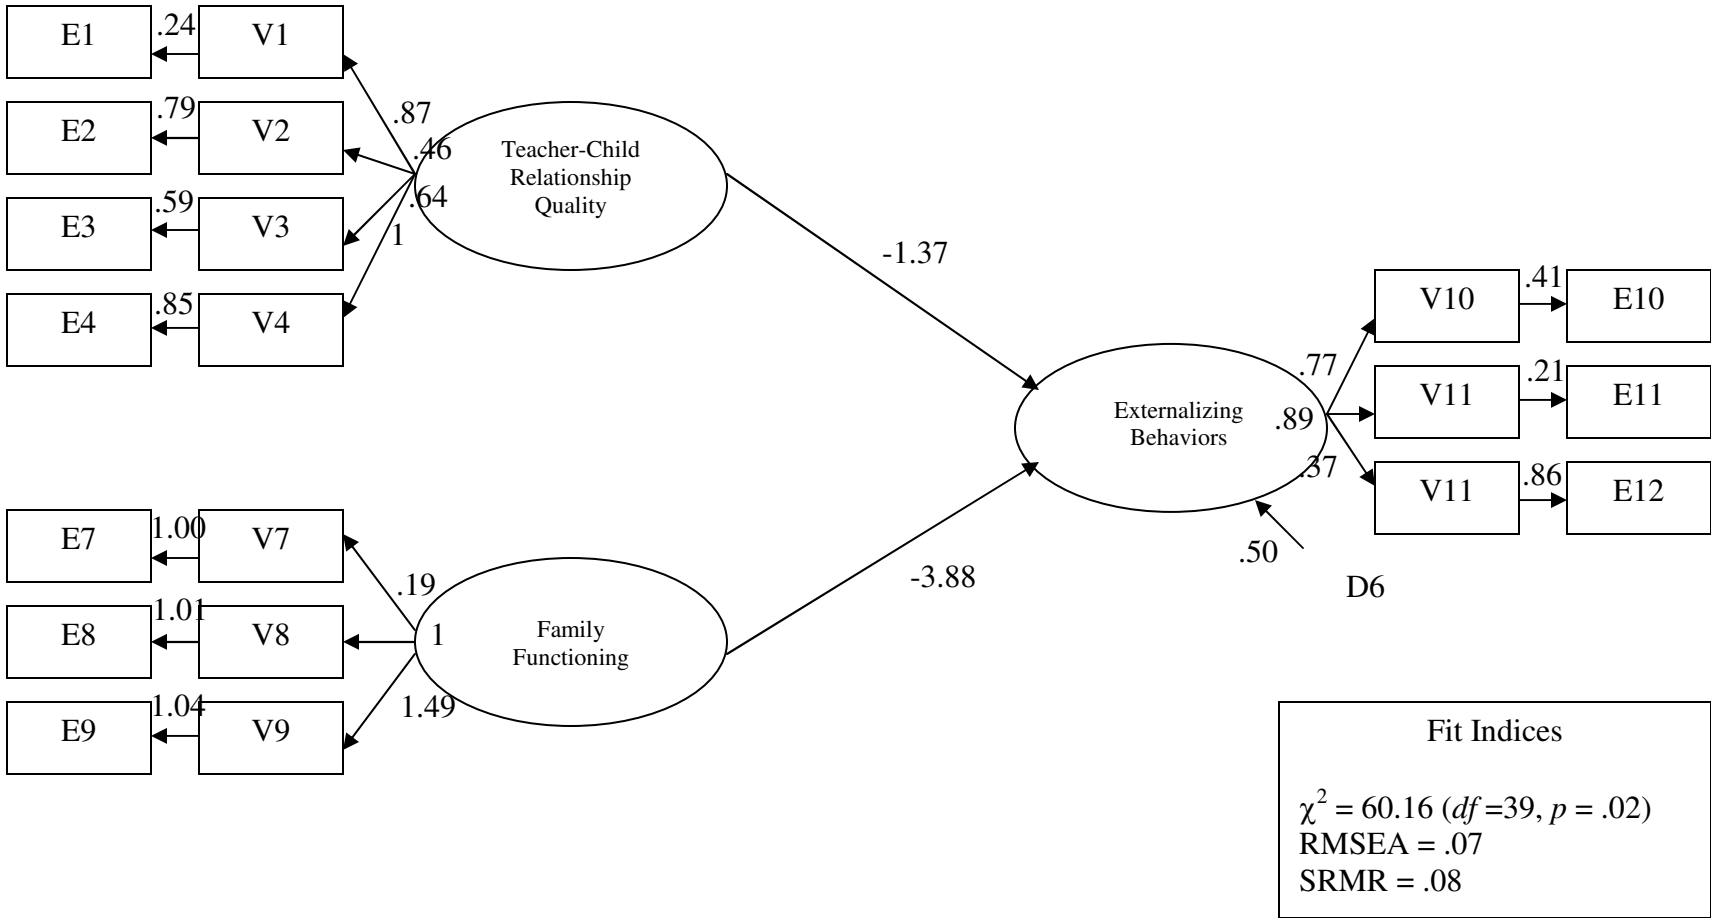 E1 .24 V1
.87
E2 .79 V2
.46
E3 .59 V3
.64
1
E4 .85 V4
Teacher-Child
Relationship
Quality
-1.37
E7 1.00 V7
.19
E8 1.01 V8
1
E9 1.04 V9
1.49
Family
Functioning
-3.88
Externalizing
Behaviors
.77
.89
.37
V10 .41 E10
V11 .21 E11
V11 .86 E12
.50
D6
Fit Indices
χ² = 60.16 (df =39, p = .02)
RMSEA = .07
SRMR = .08